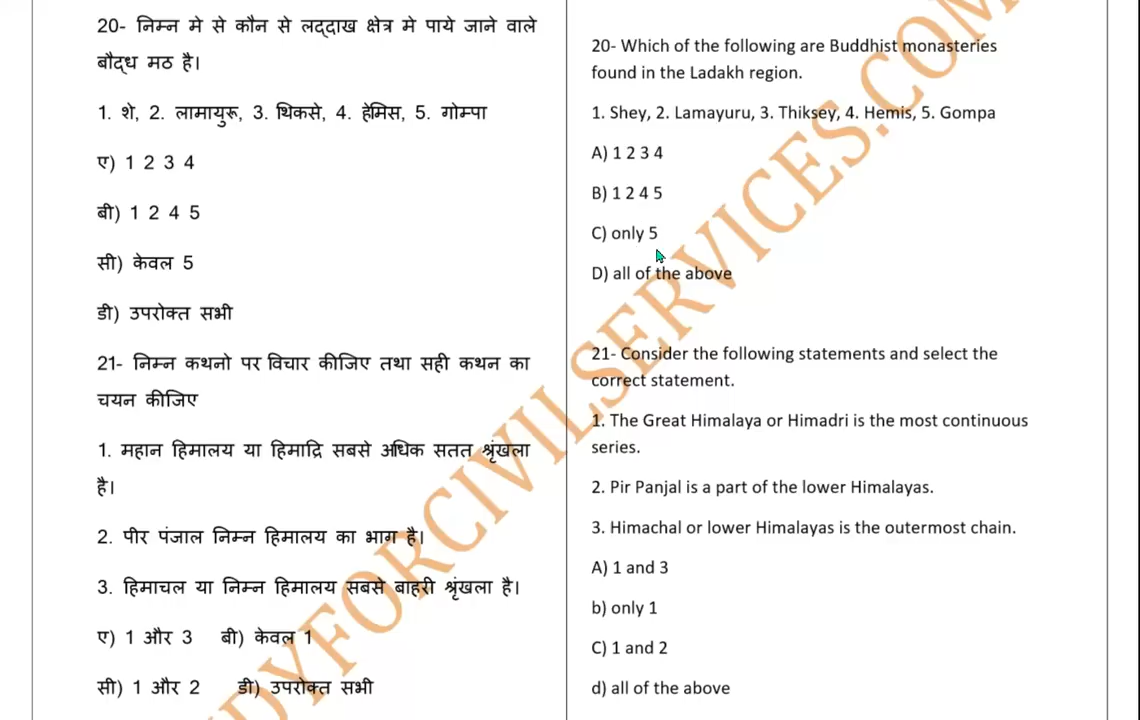 20- निम्न मे से कौन से लद्दाख क्षेत्र मे पाये जाने वाले
बौद्ध मठ है।
1. शे, 2. लामायुरू, 3. थिकसे, 4. हेमिस, 5. गोम्पा
ए) 1 2 3 4
बी) 1 2 4 5
सी) केवल 5
डी) उपरोक्त सभी
21- निम्न कथनो पर विचार कीजिए तथा सही कथन का
चयन कीजिए
1. महान हिमालय या हिमाद्रि सबसे अधिक सतत श्रृंखला
है।
2. पीर पंजाल निम्न हिमालय का भाग है।
3. हिमाचल या निम्न हिमालय सबसे बाहरी श्रृंखला है।
ए) 1 और 3 बी) केवल 1
सी) 1 और 2 डी) उपरोक्त सभी
20- Which of the following are Buddhist monasteries
found in the Ladakh region.
1. Shey, 2. Lamayuru, 3. Thiksey, 4. Hemis, 5. Gompa
A) 1 2 3 4
B) 1 2 4 5
C) only 5
D) all of the above
21- Consider the following statements and select the
correct statement.
1. The Great Himalaya or Himadri is the most continuous
series.
2. Pir Panjal is a part of the lower Himalayas.
3. Himachal or lower Himalayas is the outermost chain.
A) 1 and 3
b) only 1
C) 1 and 2
d) all of the above
UDYFORCIVILSERVICES.COM